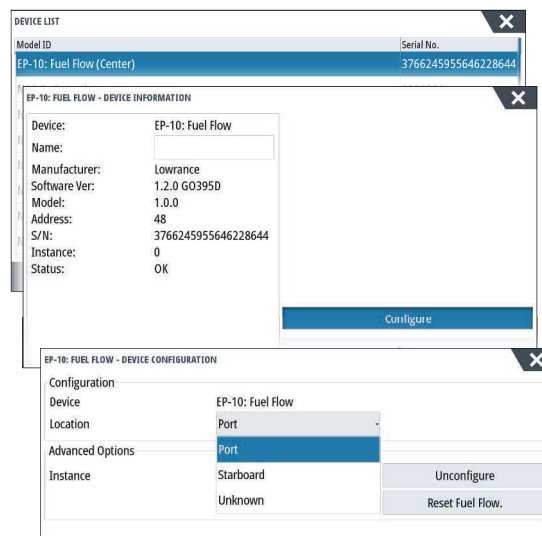 DEVICE LIST
Model ID Serial No.
EP-10: Fuel Flow (Center) 3766245955646228644
EP-10: FUEL FLOW - DEVICE INFORMATION
Device: EP-10: Fuel Flow
Name:
Manufacturer: Lowrance
Software Ver: 1.2.0 GO395D
Model: 1.0.0
Address: 48
S/N: 3766245955646228644
Instance: 0
Status: OK
Configure
EP-10: FUEL FLOW - DEVICE CONFIGURATION
Configuration
Device EP-10: Fuel Flow
Location Port
Advanced Options Port
Instance Starboard Unconfigure
Unknown Reset Fuel Flow.